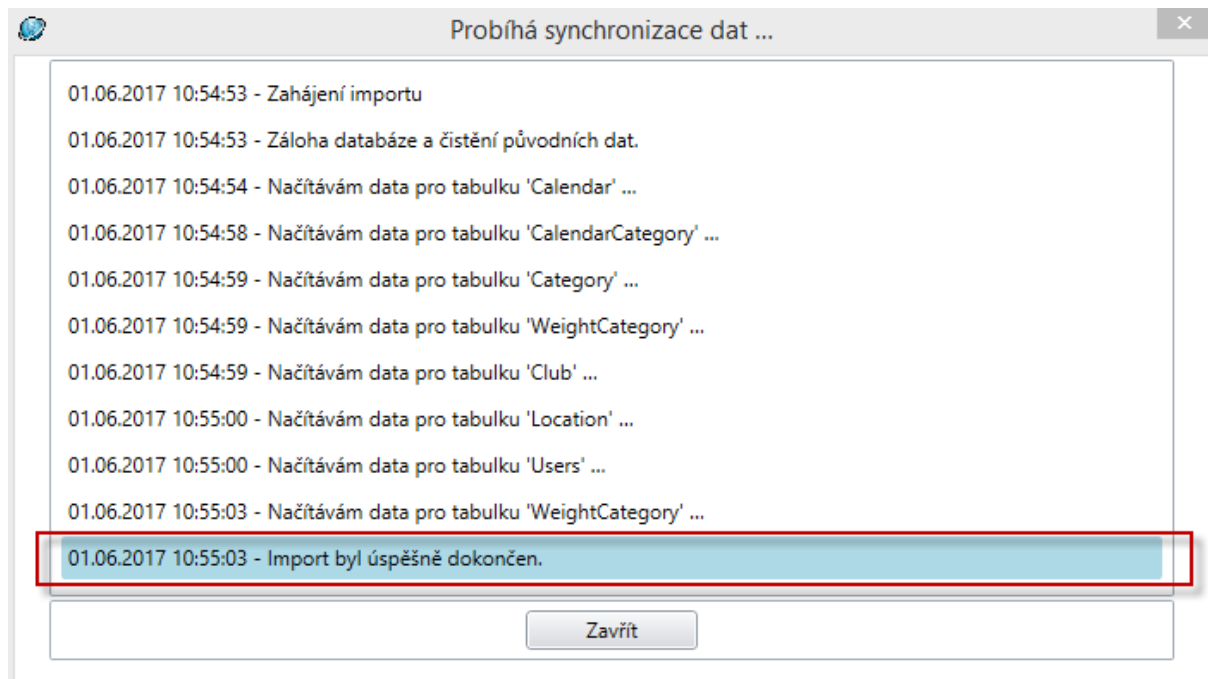 Probíhá synchronizace dat ...
01.06.2017 10:54:53 - Zahájení importu
01.06.2017 10:54:53 - Záloha databáze a čistění původních dat.
01.06.2017 10:54:54 - Načítávám data pro tabulku 'Calendar' ...
01.06.2017 10:54:58 - Načítávám data pro tabulku 'CalendarCategory' ...
01.06.2017 10:54:59 - Načítávám data pro tabulku 'Category' ...
01.06.2017 10:54:59 - Načítávám data pro tabulku 'WeightCategory' ...
01.06.2017 10:54:59 - Načítávám data pro tabulku 'Club' ...
01.06.2017 10:55:00 - Načítávám data pro tabulku 'Location' ...
01.06.2017 10:55:00 - Načítávám data pro tabulku 'Users' ...
01.06.2017 10:55:03 - Načítávám data pro tabulku 'WeightCategory' ...
01.06.2017 10:55:03 - Import byl úspěšně dokončen.
Zavřít